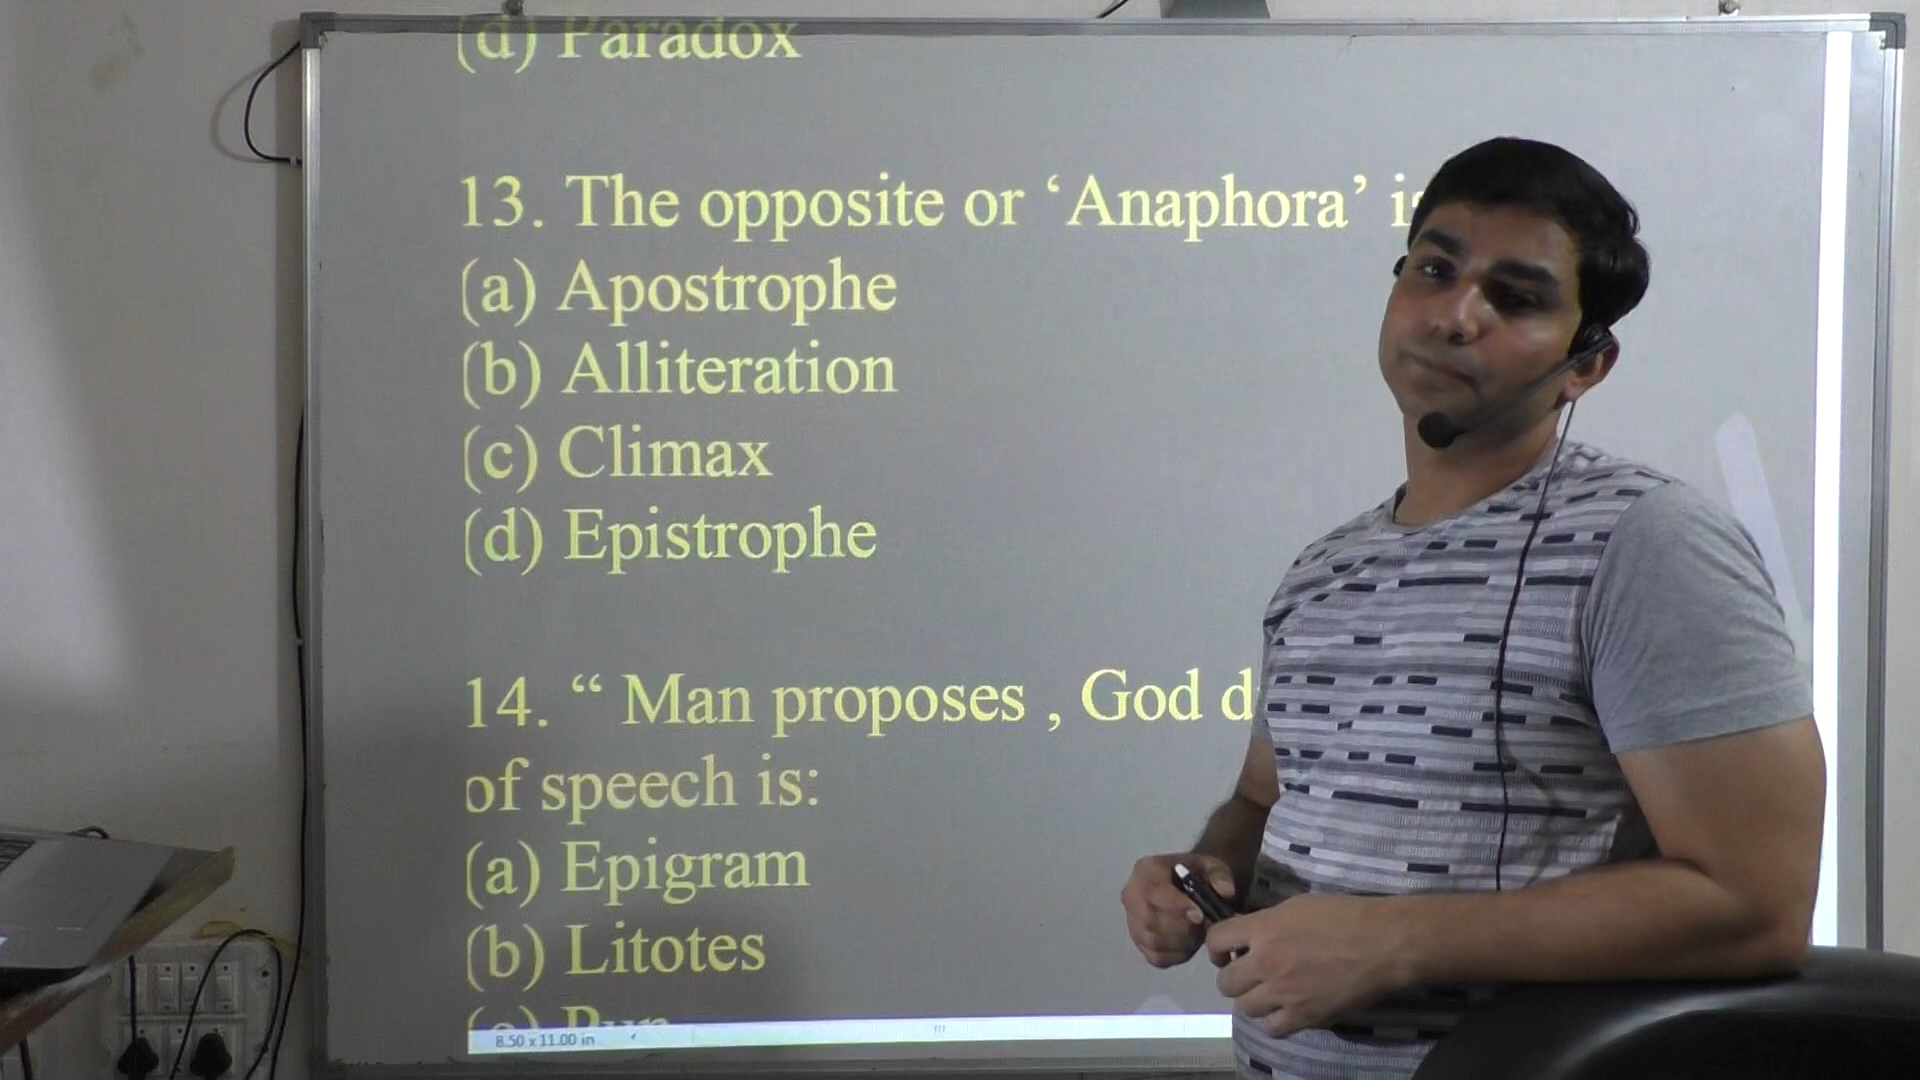 (d) Paradox
13. The opposite or ‘Anaphora’ is
(a) Apostrophe
(b) Alliteration
(c) Climax
(d) Epistrophe
14. “ Man proposes , God
of speech is:
(a) Epigram
(b) Litotes
(c) Pun
8.50 x 11.00 in